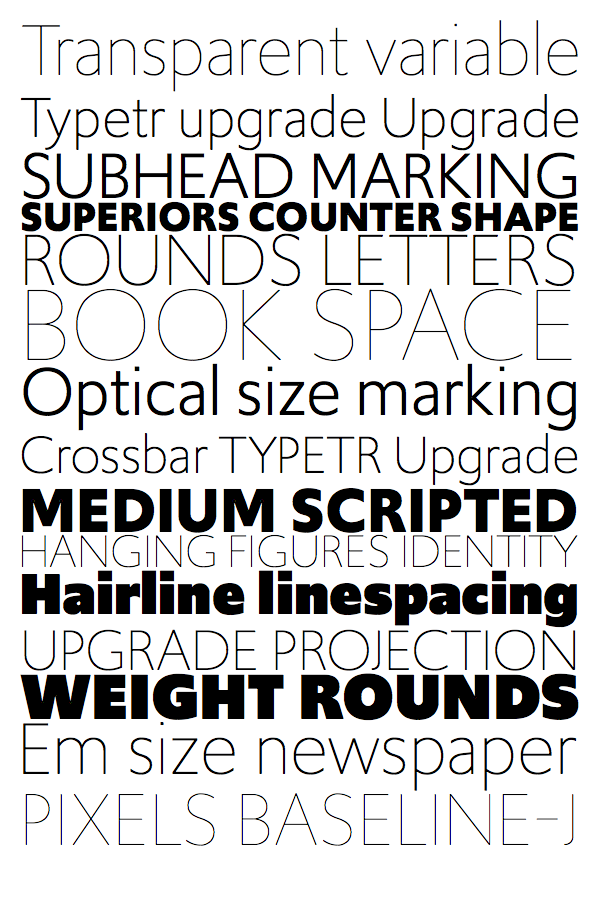 Transparent variable
Typetr upgrade Upgrade
SUBHEAD MARKING
SUPERIORS COUNTER SHAPE
ROUNDS LETTERS
BOOK SPACE
Optical size marking
Crossbar TYPETR Upgrade
MEDIUM SCRIPTED
HANGING FIGURES IDENTITY
Hairline linespacing
UPGRADE PROJECTION
WEIGHT ROUNDS
Em size newspaper
PIXELS BASELINE-J